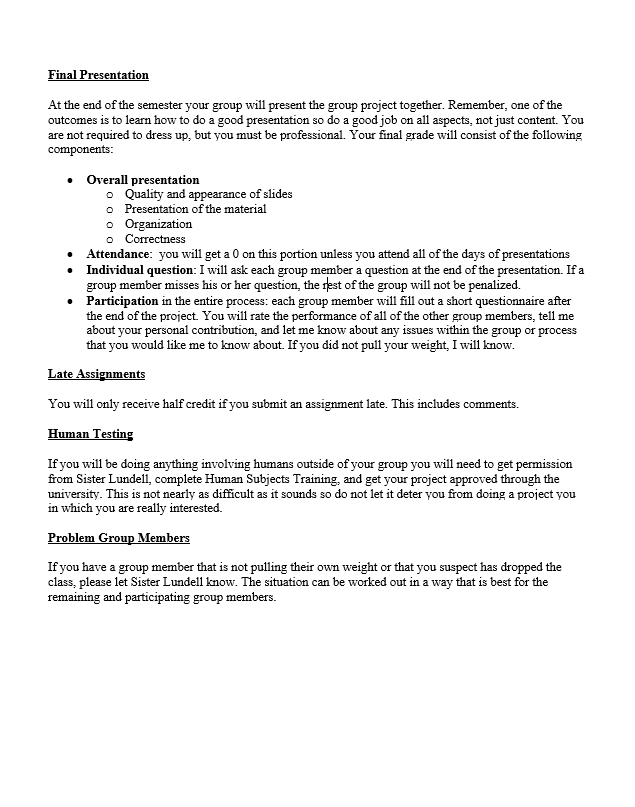 Final Presentation
At the end of the semester your group will present the group project together. Remember, one of the
outcomes is to learn how to do a good presentation so do a good job on all aspects, not just content. You
are not required to dress up, but you must be professional. Your final grade will consist of the following
components:
• Overall presentation
o Quality and appearance of slides
o Presentation of the material
o Organization
o Correctness
• Attendance: you will get a 0 on this portion unless you attend all of the days of presentations
• Individual question: I will ask each group member a question at the end of the presentation. If a
group member misses his or her question, the rest of the group will not be penalized.
• Participation in the entire process: each group member will fill out a short questionnaire after
the end of the project. You will rate the performance of all of the other group members, tell me
about your personal contribution, and let me know about any issues within the group or process
that you would like me to know about. If you did not pull your weight, I will know.
Late Assignments
You will only receive half credit if you submit an assignment late. This includes comments.
Human Testing
If you will be doing anything involving humans outside of your group you will need to get permission
from Sister Lundell, complete Human Subjects Training, and get your project approved through the
university. This is not nearly as difficult as it sounds so do not let it deter you from doing a project you
in which you are really interested.
Problem Group Members
If you have a group member that is not pulling their own weight or that you suspect has dropped the
class, please let Sister Lundell know. The situation can be worked out in a way that is best for the
remaining and participating group members.